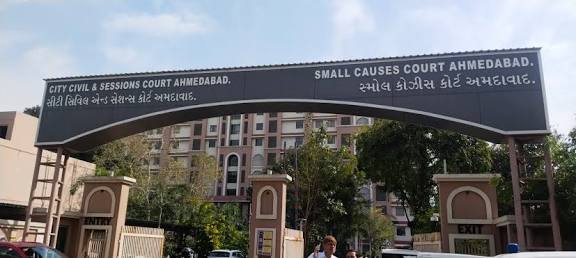 CITY CIVIL & SESSIONS COURT AHMEDABAD.
સીટી સિવિલ એન્ડ સેશન્સ કોર્ટ અમદાવાદ.
SMALL CAUSES COURT AHMEDABAD.
સ્મોલ કોઝીસ કોર્ટ અમદાવાદ.
ENTRY
EXIT